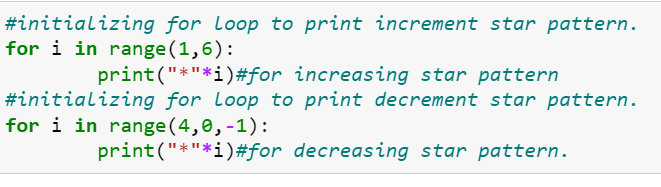 #initializing for loop to print increment star pattern.
for i in range(1,6):
        print("*"*i)#for increasing star pattern
#initializing for loop to print decrement star pattern.
for i in range(4,0,-1):
        print("*"*i)#for decreasing star pattern.